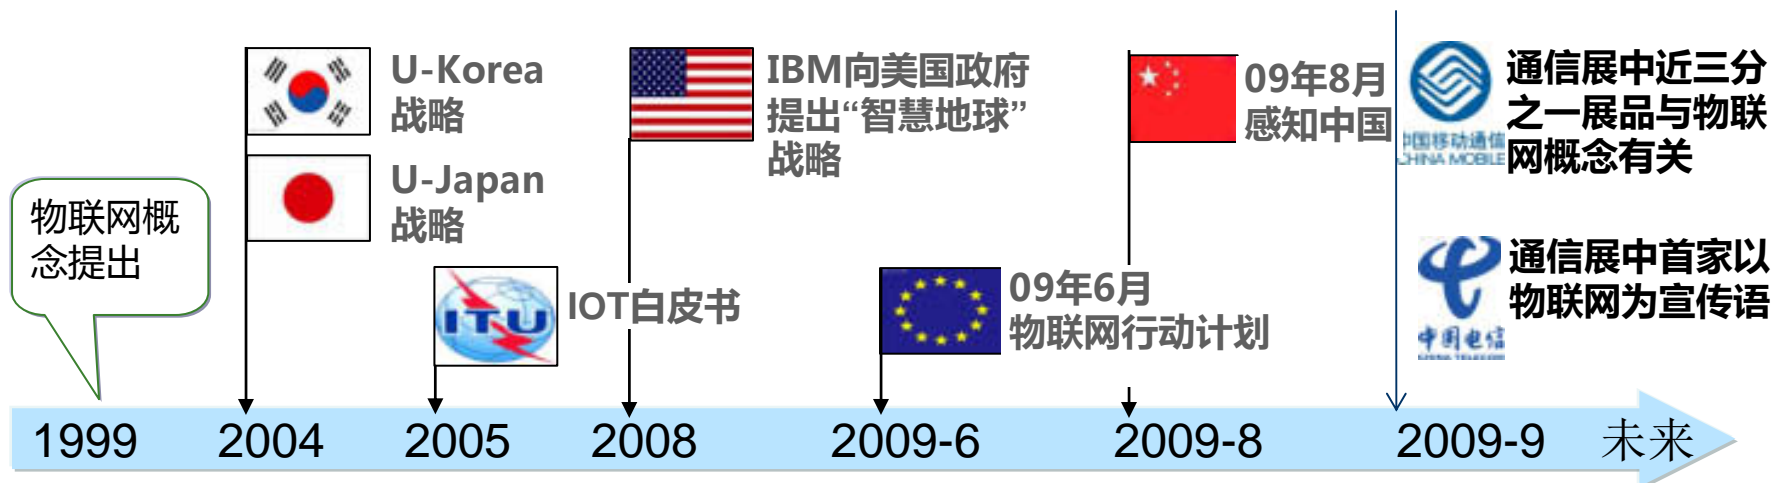 物联网概
念提出
U-Korea
战略
U-Japan
战略
ITU
IOT白皮书
IBM向美国政府
提出“智慧地球”
战略
09年6月
物联网行动计划
09年8月
感知中国
中国移动通信
CHINA MOBILE
通信展中近三分
之一展品与物联
网概念有关
中国电信
通信展中首家以
物联网为宣传语
1999
2004
2005
2008
2009-6
2009-8
2009-9
未来